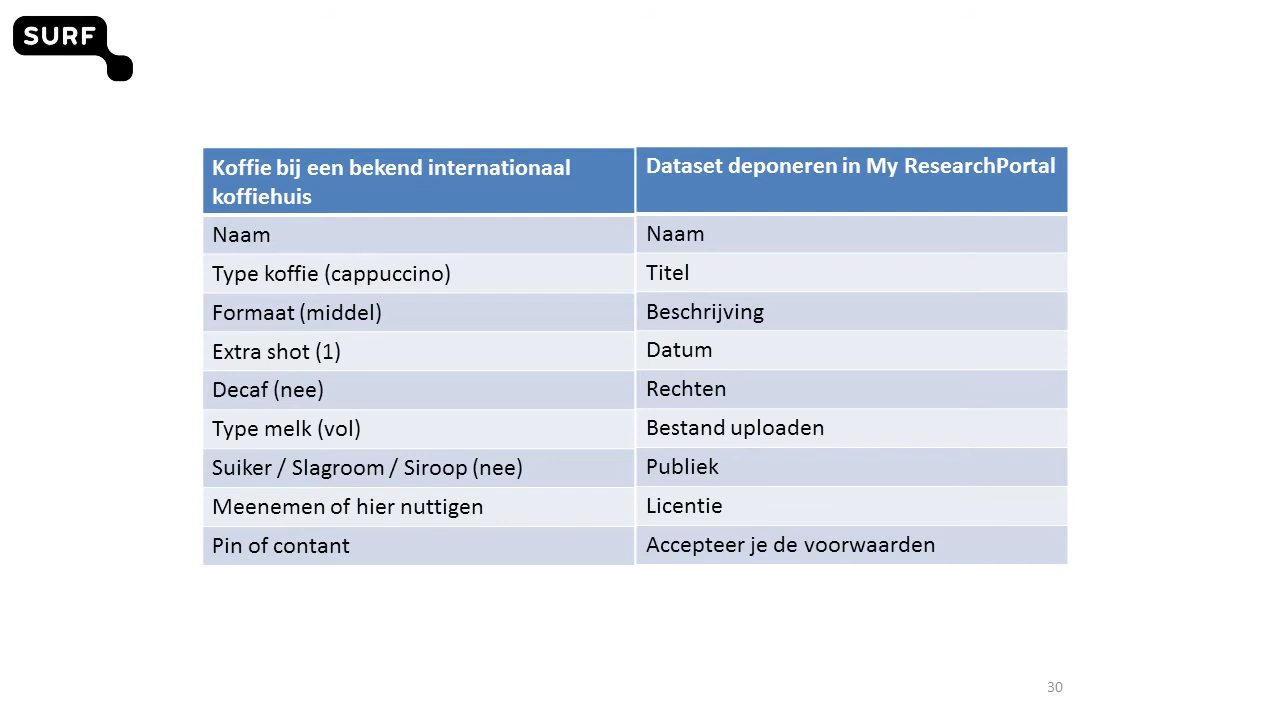 SURF
Koffie bij een bekend internationaal
koffiehuis
Dataset deponeren in My ResearchPortal
Naam
Naam
Type koffie (cappuccino)
Titel
Formaat (middel)
Beschrijving
Extra shot (1)
Datum
Decaf (nee)
Rechten
Type melk (vol)
Bestand uploaden
Suiker / Slagroom / Siroop (nee)
Publiek
Meenemen of hier nuttigen
Licentie
Pin of contant
Accepteer je de voorwaarden
30